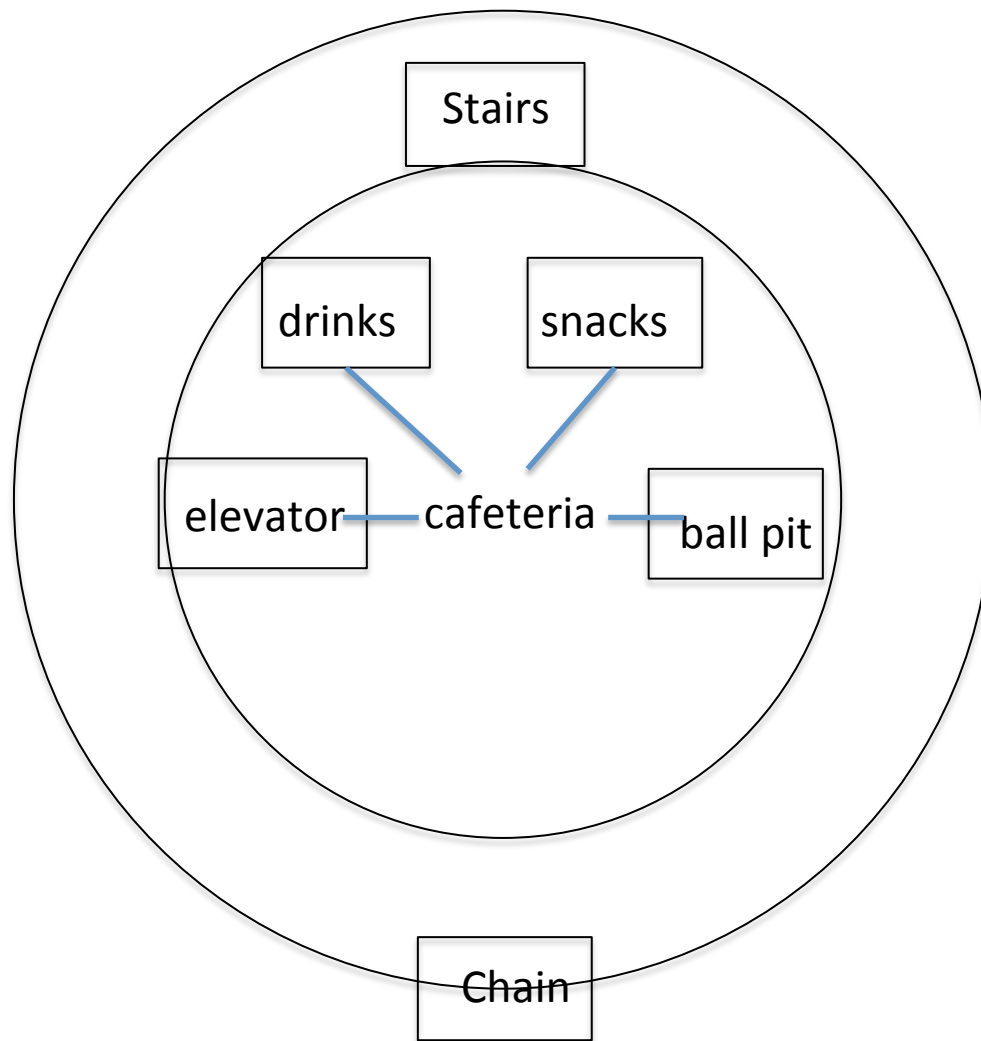 Stairs
drinks
snacks
elevator
cafeteria
ball pit
Chain